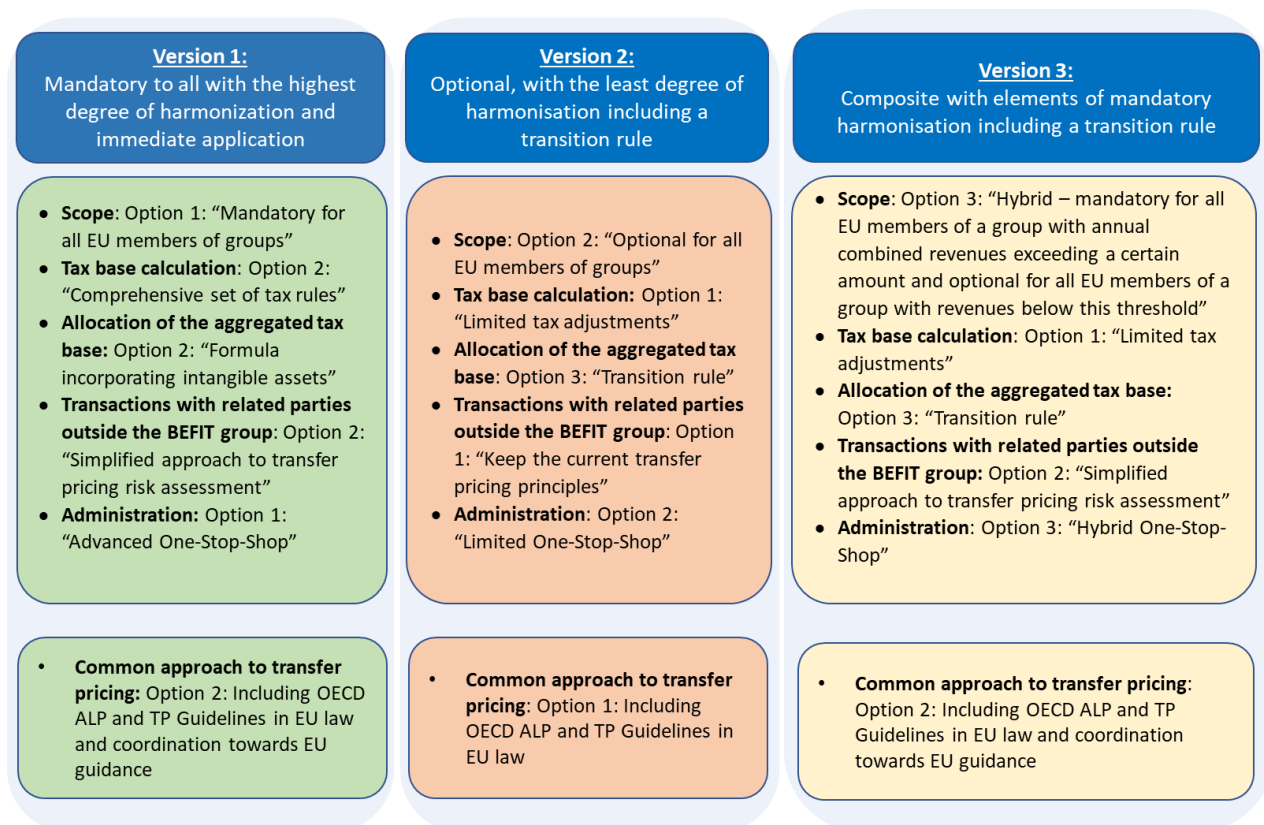 Version 1:
Mandatory to all with the highest
degree of harmonization and
immediate application
● Scope: Option 1: “Mandatory for
all EU members of groups”
● Tax base calculation: Option 2:
“Comprehensive set of tax rules”
● Allocation of the aggregated tax
base: Option 2: “Formula
incorporating intangible assets”
● Transactions with related parties
outside the BEFIT group: Option 2:
“Simplified approach to transfer
pricing risk assessment”
● Administration: Option 1:
“Advanced One-Stop-Shop”
• Common approach to transfer
pricing: Option 2: Including OECD
ALP and TP Guidelines in EU law
and coordination towards EU
guidance
Version 2:
Optional, with the least degree of
harmonisation including a
transition rule
● Scope: Option 2: “Optional for all
EU members of groups”
● Tax base calculation: Option 1:
“Limited tax adjustments”
● Allocation of the aggregated tax
base: Option 3: “Transition rule”
● Transactions with related parties
outside the BEFIT group: Option
1: “Keep the current transfer
pricing principles”
● Administration: Option 2:
“Limited One-Stop-Shop”
• Common approach to transfer
pricing: Option 1: Including
OECD ALP and TP Guidelines in
EU law
Version 3:
Composite with elements of mandatory
harmonisation including a transition rule
● Scope: Option 3: “Hybrid – mandatory for all
EU members of a group with annual
combined revenues exceeding a certain
amount and optional for all EU members of a
group with revenues below this threshold”
● Tax base calculation: Option 1: “Limited tax
adjustments”
● Allocation of the aggregated tax base:
Option 3: “Transition rule”
● Transactions with related parties outside
the BEFIT group: Option 2: “Simplified
approach to transfer pricing risk assessment”
● Administration: Option 3: “Hybrid One-Stop-
Shop”
• Common approach to transfer pricing:
Option 2: Including OECD ALP and TP
Guidelines in EU law and coordination
towards EU guidance